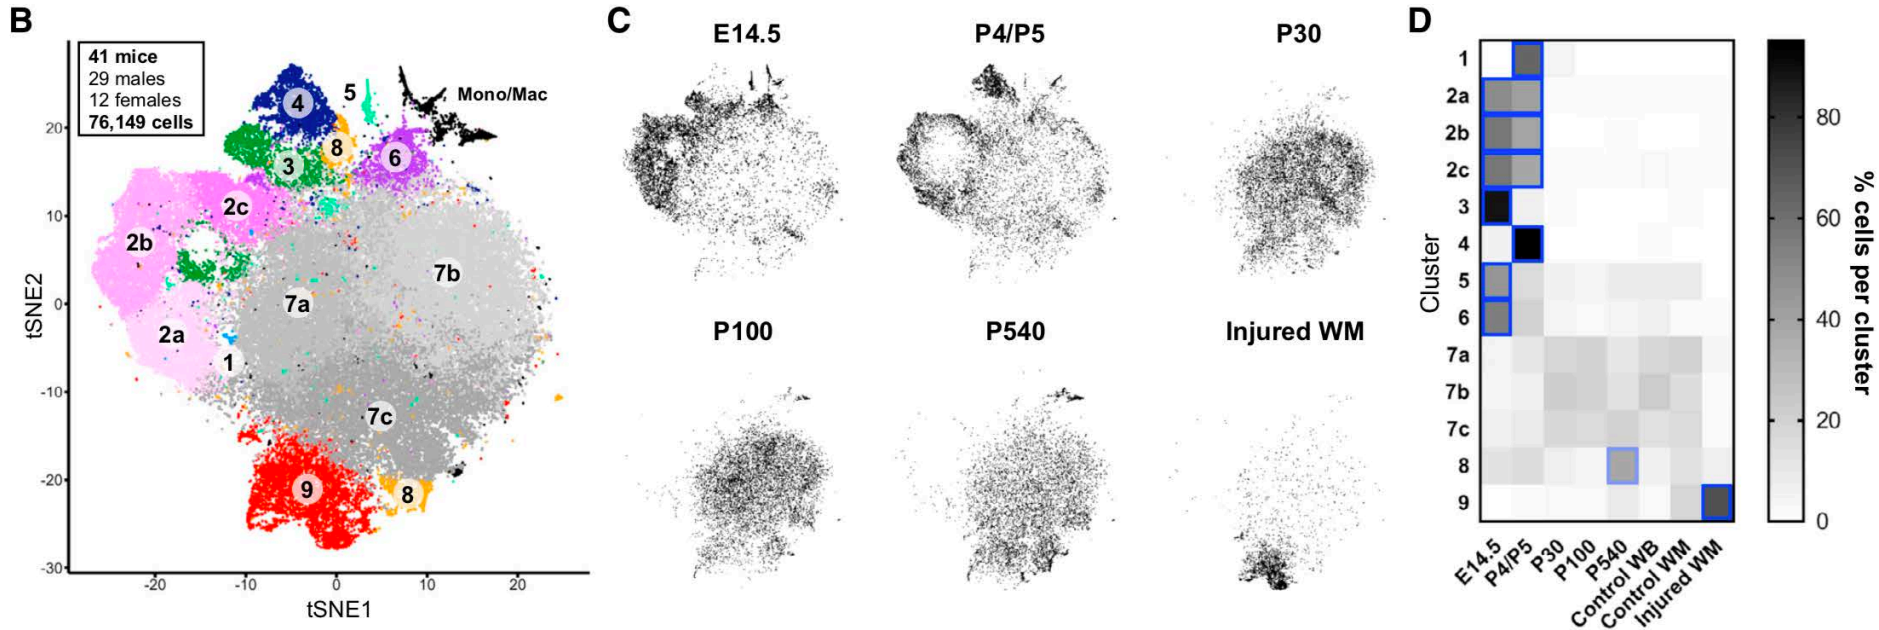 B
41 mice
29 males
12 females
76,149 cells
4
5
Mono/Mac
8
3
6
2c
2b
7b
7a
2a
1
7c
9
8
20
10
0
-10
-20
-30
tSNE2
-20
-10
0
10
20
tSNE1
C
E14.5
P4/P5
P30
P100
P540
Injured WM
D
Cluster
1
2a
2b
2c
3
4
5
6
7a
7b
7c
8
9
E14.5
P4/P5
P30
P100
P540
Control WB
Control WM
Injured WM
80
60
40
20
0
% cells per cluster